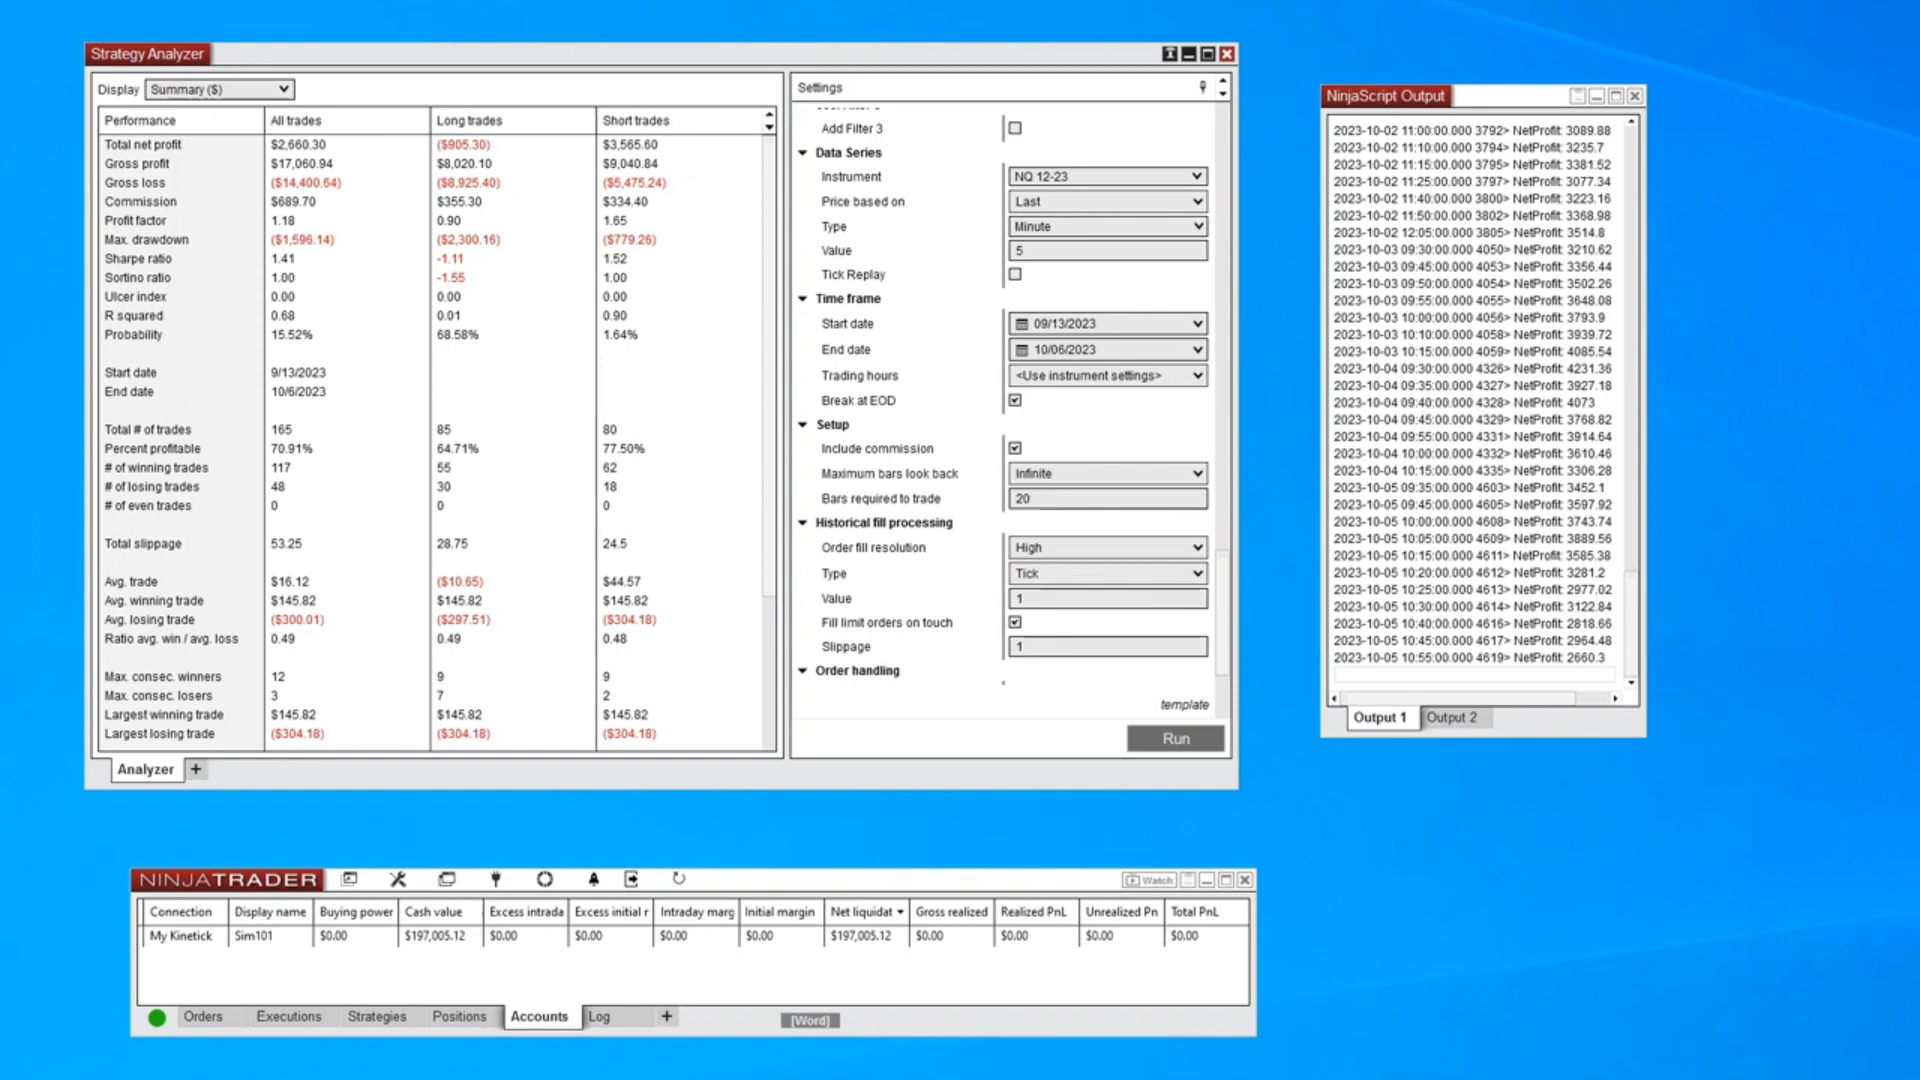 Strategy Analyzer
Display Summary ($)
Performance All trades Long trades Short trades
Total net profit $2,660.30 ($905.30) $3,565.60
Gross profit $17,060.94 $8,020.10 $9,040.84
Gross loss ($14,400.64) ($8,925.40) ($5,475.24)
Commission $689.70 $355.30 $334.40
Profit factor 1.18 0.90 1.65
Max. drawdown ($1,596.14) ($2,300.16) ($779.26)
Sharpe ratio 1.41 -1.11 1.52
Sortino ratio 1.00 -1.55 1.00
Ulcer index 0.00 0.00 0.00
R squared 0.68 0.01 0.90
Probability 15.52% 68.58% 1.64%
Start date 9/13/2023
End date 10/6/2023
Total # of trades 165 85 80
Percent profitable 70.91% 64.71% 77.50%
# of winning trades 117 55 62
# of losing trades 48 30 18
# of even trades 0 0 0
Total slippage 53.25 28.75 24.5
Avg. trade $16.12 ($10.65) $44.57
Avg. winning trade $145.82 $145.82 $145.82
Avg. losing trade ($300.01) ($297.51) ($304.18)
Ratio avg. win / avg. loss 0.49 0.49 0.48
Max. consec. winners 12 9 9
Max. consec. losers 3 7 2
Largest winning trade $145.82 $145.82 $145.82
Largest losing trade ($304.18) ($304.18) ($304.18)
Analyzer +
Settings
Add Filter 3
Data Series
Instrument NQ 12-23
Price based on Last
Type Minute
Value 5
Tick Replay
Time frame
Start date 09/13/2023
End date 10/06/2023
Trading hours <Use instrument settings>
Break at EOD
Setup
Include commission
Maximum bars look back Infinite
Bars required to trade 20
Historical fill processing
Order fill resolution High
Type Tick
Value 1
Fill limit orders on touch
Slippage 1
Order handling
template
Run
NinjaScript Output
2023-10-02 11:00:00.000 3792> NetProfit: 3089.88
2023-10-02 11:10:00.000 3794> NetProfit: 3235.7
2023-10-02 11:15:00.000 3795> NetProfit: 3381.52
2023-10-02 11:25:00.000 3797> NetProfit: 3077.34
2023-10-02 11:40:00.000 3800> NetProfit: 3223.16
2023-10-02 11:50:00.000 3802> NetProfit: 3368.98
2023-10-02 12:05:00.000 3805> NetProfit: 3514.8
2023-10-03 09:30:00.000 4050> NetProfit: 3210.62
2023-10-03 09:45:00.000 4053> NetProfit: 3356.44
2023-10-03 09:50:00.000 4054> NetProfit: 3502.26
2023-10-03 09:55:00.000 4055> NetProfit: 3648.08
2023-10-03 10:00:00.000 4056> NetProfit: 3793.9
2023-10-03 10:10:00.000 4058> NetProfit: 3939.72
2023-10-03 10:15:00.000 4059> NetProfit: 4085.54
2023-10-04 09:30:00.000 4326> NetProfit: 4231.36
2023-10-04 09:35:00.000 4327> NetProfit: 3927.18
2023-10-04 09:40:00.000 4328> NetProfit: 4073
2023-10-04 09:45:00.000 4329> NetProfit: 3768.82
2023-10-04 09:55:00.000 4331> NetProfit: 3914.64
2023-10-04 10:00:00.000 4332> NetProfit: 3610.46
2023-10-04 10:15:00.000 4335> NetProfit: 3306.28
2023-10-05 09:35:00.000 4603> NetProfit: 3452.1
2023-10-05 09:45:00.000 4605> NetProfit: 3597.92
2023-10-05 10:00:00.000 4608> NetProfit: 3743.74
2023-10-05 10:05:00.000 4609> NetProfit: 3889.56
2023-10-05 10:15:00.000 4611> NetProfit: 3585.38
2023-10-05 10:20:00.000 4612> NetProfit: 3281.2
2023-10-05 10:25:00.000 4613> NetProfit: 2977.02
2023-10-05 10:30:00.000 4614> NetProfit: 3122.84
2023-10-05 10:40:00.000 4616> NetProfit: 2818.66
2023-10-05 10:45:00.000 4617> NetProfit: 2964.48
2023-10-05 10:55:00.000 4619> NetProfit: 2660.3
Output 1 Output 2
NINJATRADER Watch
Connection Display name Buying power Cash value Excess intrada Excess initial r Intraday marg Initial margin Net liquidat Gross realized Realized PnL Unrealized Pn Total PnL
My Kinetick Sim101 $0.00 $197,005.12 $0.00 $0.00 $0.00 $0.00 $197,005.12 $0.00 $0.00 $0.00 $0.00
Orders Executions Strategies Positions Accounts Log + [Word]